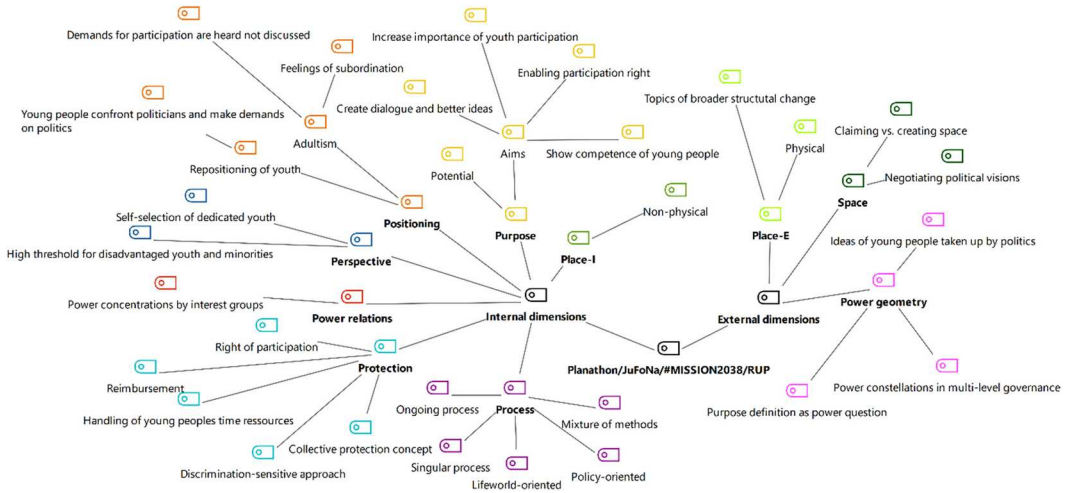 Demands for participation are heard not discussed
Increase importance of youth participation
Feelings of subordination
Enabling participation right
Topics of broader structutal change
Create dialogue and better ideas
Young people confront politicians and make demands
on politics
Claiming vs. creating space
Adultism
Aims
Show competence of young people
Physical
Repositioning of youth
Potential
Negotiating political visions
Space
Self-selection of dedicated youth
Non-physical
Positioning
Purpose
Place-E
Ideas of young people taken up by politics
High threshold for disadvantaged youth and minorities
Perspective
Place-I
Power concentrations by interest groups
Power relations
Internal dimensions
External dimensions
Power geometry
Right of participation
Protection
Planathon/JuFoNa/#MISSION2038/RUP
Reimbursement
Power constellations in multi-level governance
Ongoing process
Process
Purpose definition as power question
Handling of young peoples time ressources
Mixture of methods
Collective protection concept
Discrimination-sensitive approach
Singular process
Policy-oriented
Lifeworld-oriented